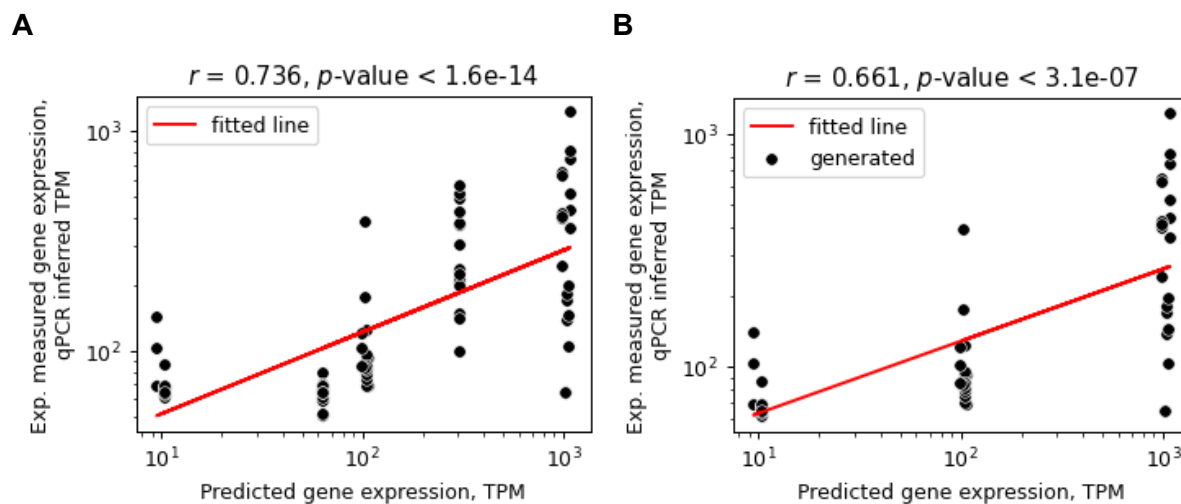 A
r = 0.736, p-value < 1.6e-14
fitted line
Exp. measured gene expression,
qPCR inferred TPM
10³
10²
10¹
10²
10³
Predicted gene expression, TPM
B
r = 0.661, p-value < 3.1e-07
fitted line
generated
Exp. measured gene expression,
qPCR inferred TPM
10³
10²
10¹
10²
10³
Predicted gene expression, TPM